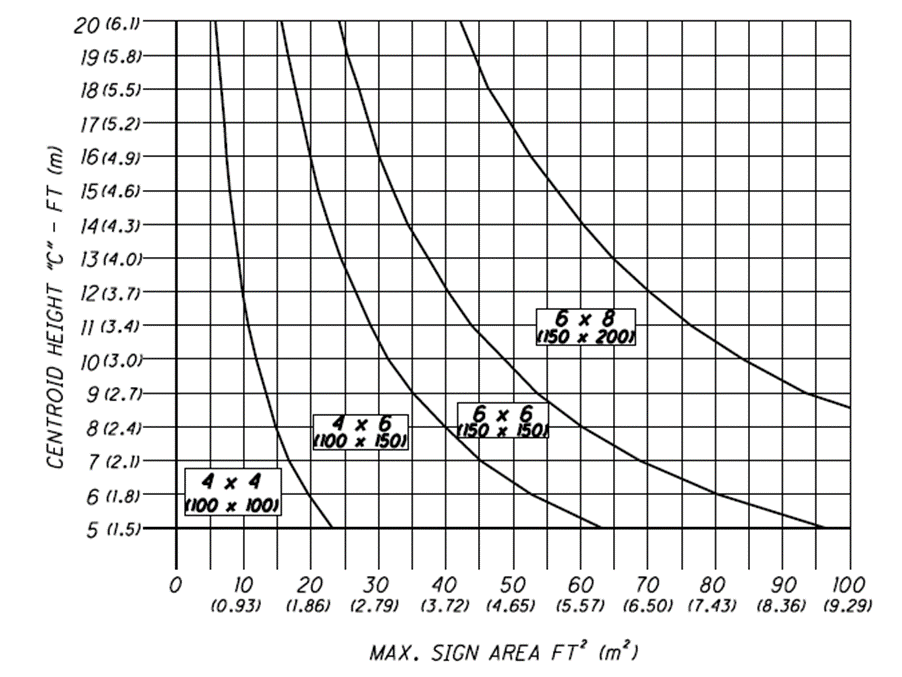 CENTROID HEIGHT "C" - FT (m)
20 (6.1)
19 (5.8)
18 (5.5)
17 (5.2)
16 (4.9)
15 (4.6)
14 (4.3)
13 (4.0)
12 (3.7)
11 (3.4)
10 (3.0)
9 (2.7)
8 (2.4)
7 (2.1)
6 (1.8)
5 (1.5)
6 x 8
(150 x 200)
6 x 6
(150 x 150)
4 x 6
(100 x 150)
4 x 4
(100 x 100)
0 10 20 30 40 50 60 70 80 90 100
(0.93) (1.86) (2.79) (3.72) (4.65) (5.57) (6.50) (7.43) (8.36) (9.29)
MAX. SIGN AREA FT² (m²)